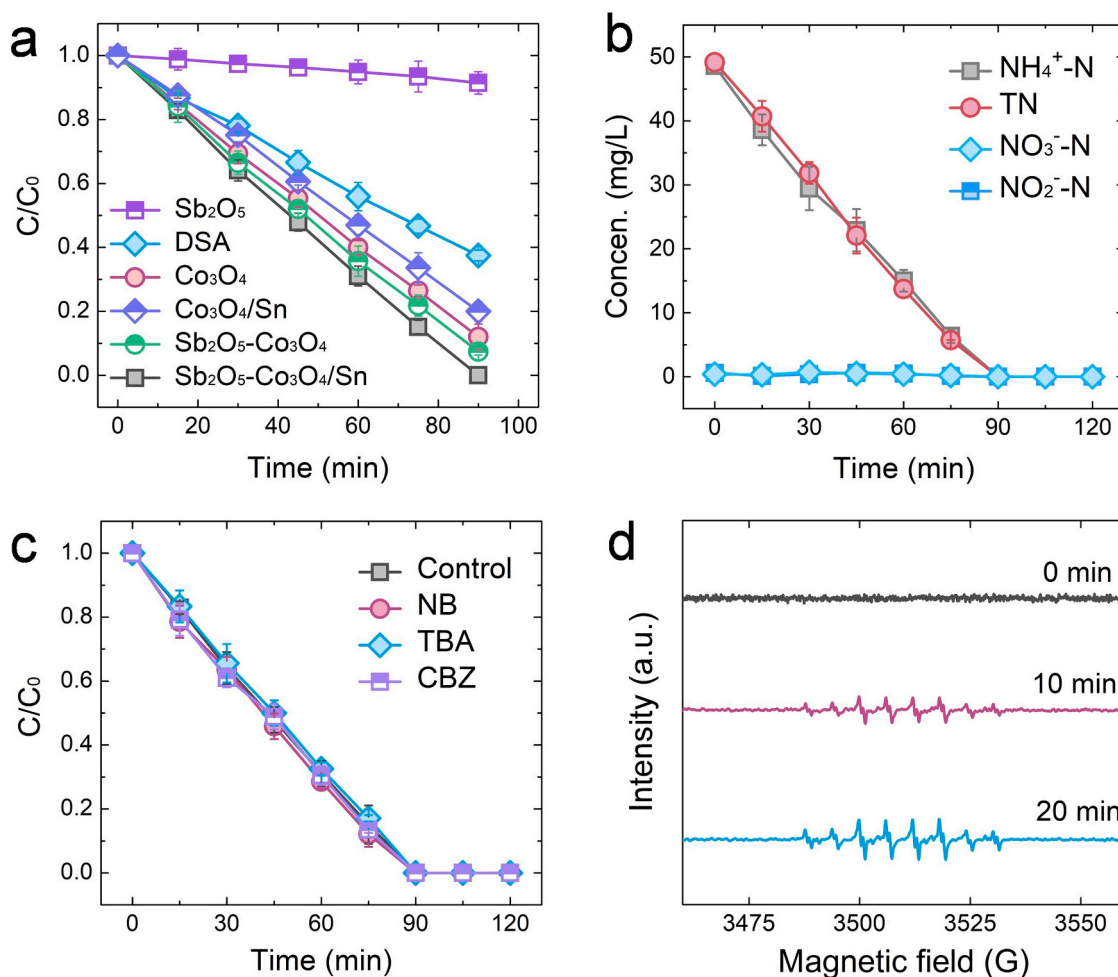 a
C/C₀
1.0
0.8
0.6
0.4
0.2
0.0
Sb₂O₅
DSA
Co₃O₄
Co₃O₄/Sn
Sb₂O₅-Co₃O₄
Sb₂O₅-Co₃O₄/Sn
0 20 40 60 80 100
Time (min)
b
Concen. (mg/L)
50
40
30
20
10
0
NH₄⁺-N
TN
NO₃⁻-N
NO₂⁻-N
0 30 60 90 120
Time (min)
c
C/C₀
1.0
0.8
0.6
0.4
0.2
0.0
Control
NB
TBA
CBZ
0 30 60 90 120
Time (min)
d
Intensity (a.u.)
0 min
10 min
20 min
3475 3500 3525 3550
Magnetic field (G)